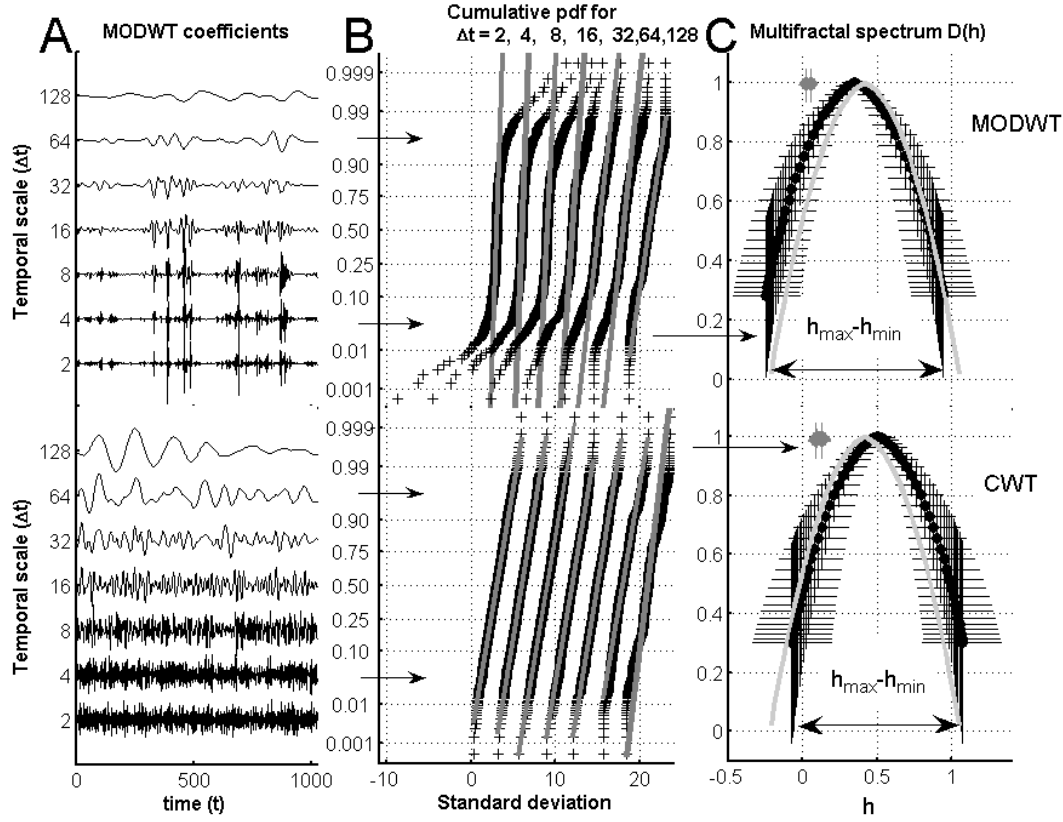 A
MODWT coefficients
Temporal scale (Δt)
128
64
32
16
8
4
2
Temporal scale (Δt)
128
64
32
16
8
4
2
0 500 1000
time (t)
B
Cumulative pdf for
Δt = 2, 4, 8, 16, 32,64,128
0.999
0.99
0.90
0.75
0.50
0.25
0.10
0.01
0.001
0.999
0.99
0.90
0.75
0.50
0.25
0.10
0.01
0.001
-10 0 10 20
Standard deviation
C
Multifractal spectrum D(h)
MODWT
1
0.8
0.6
0.4
0.2
0
hmax-hmin
CWT
1
0.8
0.6
0.4
0.2
0
hmax-hmin
-0.5 0 0.5 1
h